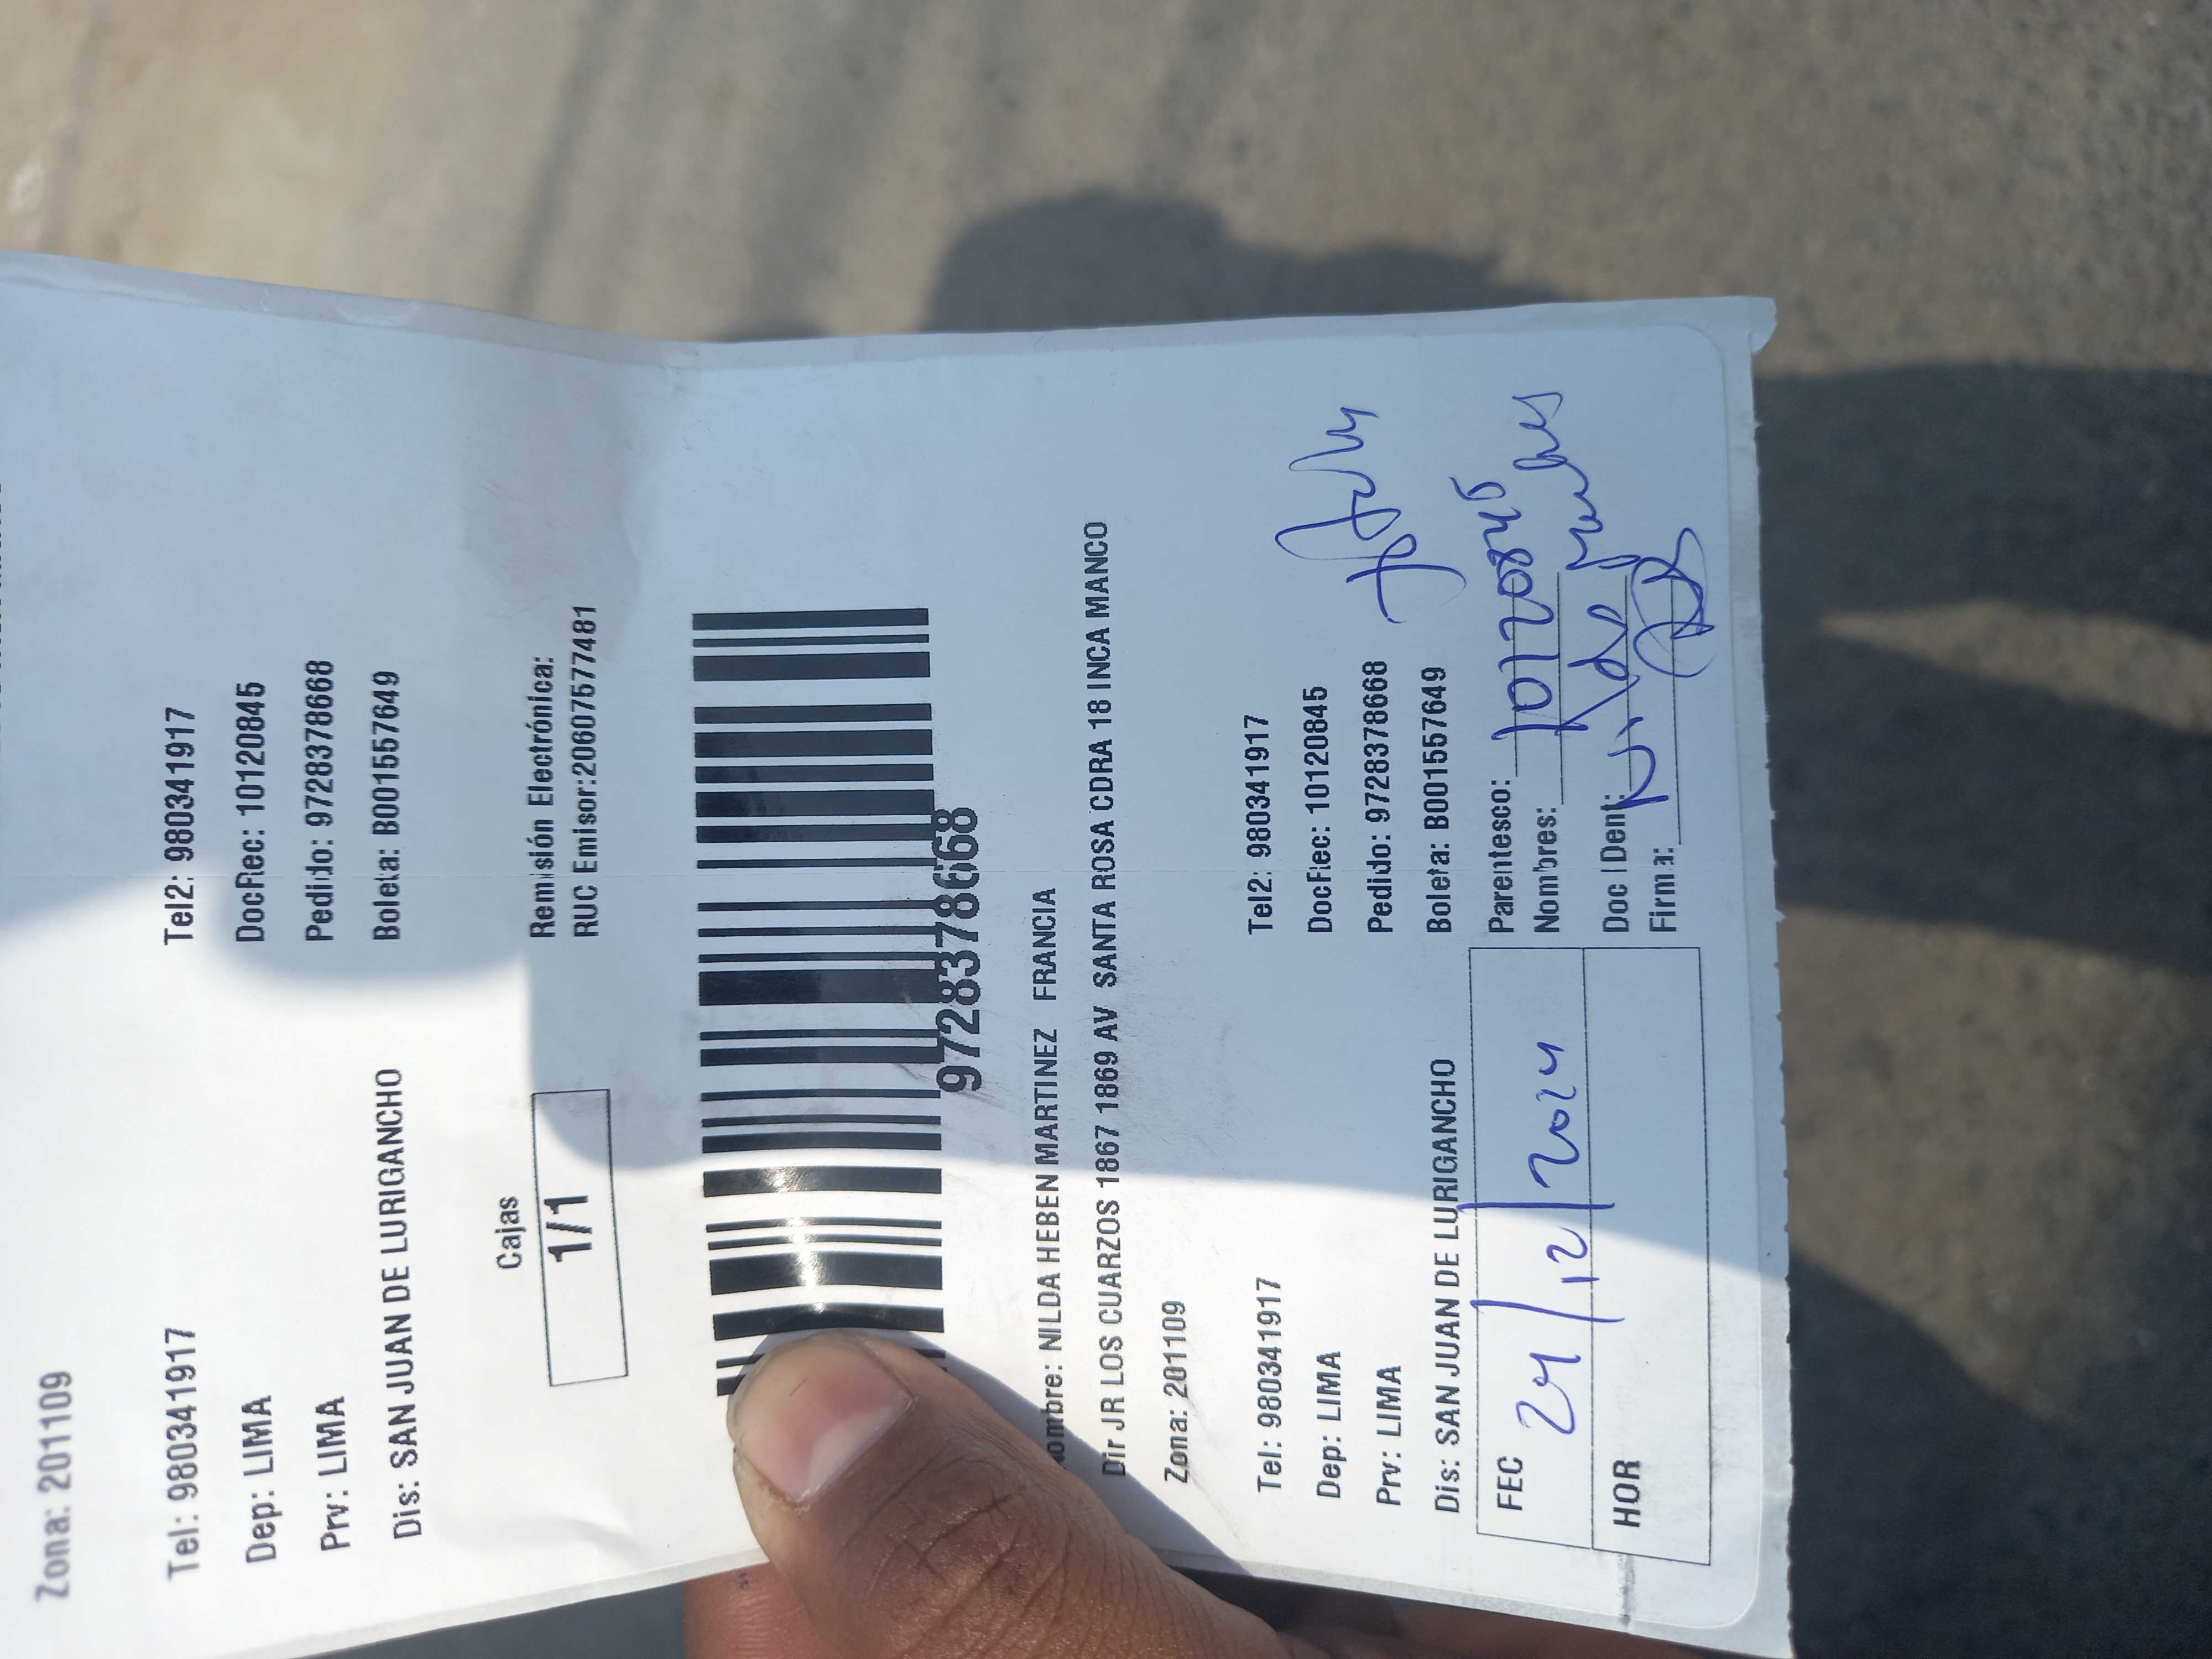 Zona: 201109
Tel: 980341917 Tel2: 980341917
Dep: LIMA DocRec: 10120845
Prv: LIMA Pedido: 9728378668
Dis: SAN JUAN DE LURIGANCHO Boleta: B001557649
Cajas
1/1
Remisión Electrónica:
RUC Emisor:20607577481
9728378668
ombre: NILDA HEBEN MARTINEZ FRANCIA
Dir JR LOS CUARZOS 1867 1869 AV SANTA ROSA CDRA 18 INCA MANCO
Zona: 201109
Tel: 980341917 Tel2: 980341917
Dep: LIMA DocRec: 10120845
Prv: LIMA Pedido: 9728378668
Dis: SAN JUAN DE LURIGANCHO Boleta: B001557649
FEC 24/12/2024
HOR
Parentesco: 10120845
Nombres:
Doc IDent:
Firma: